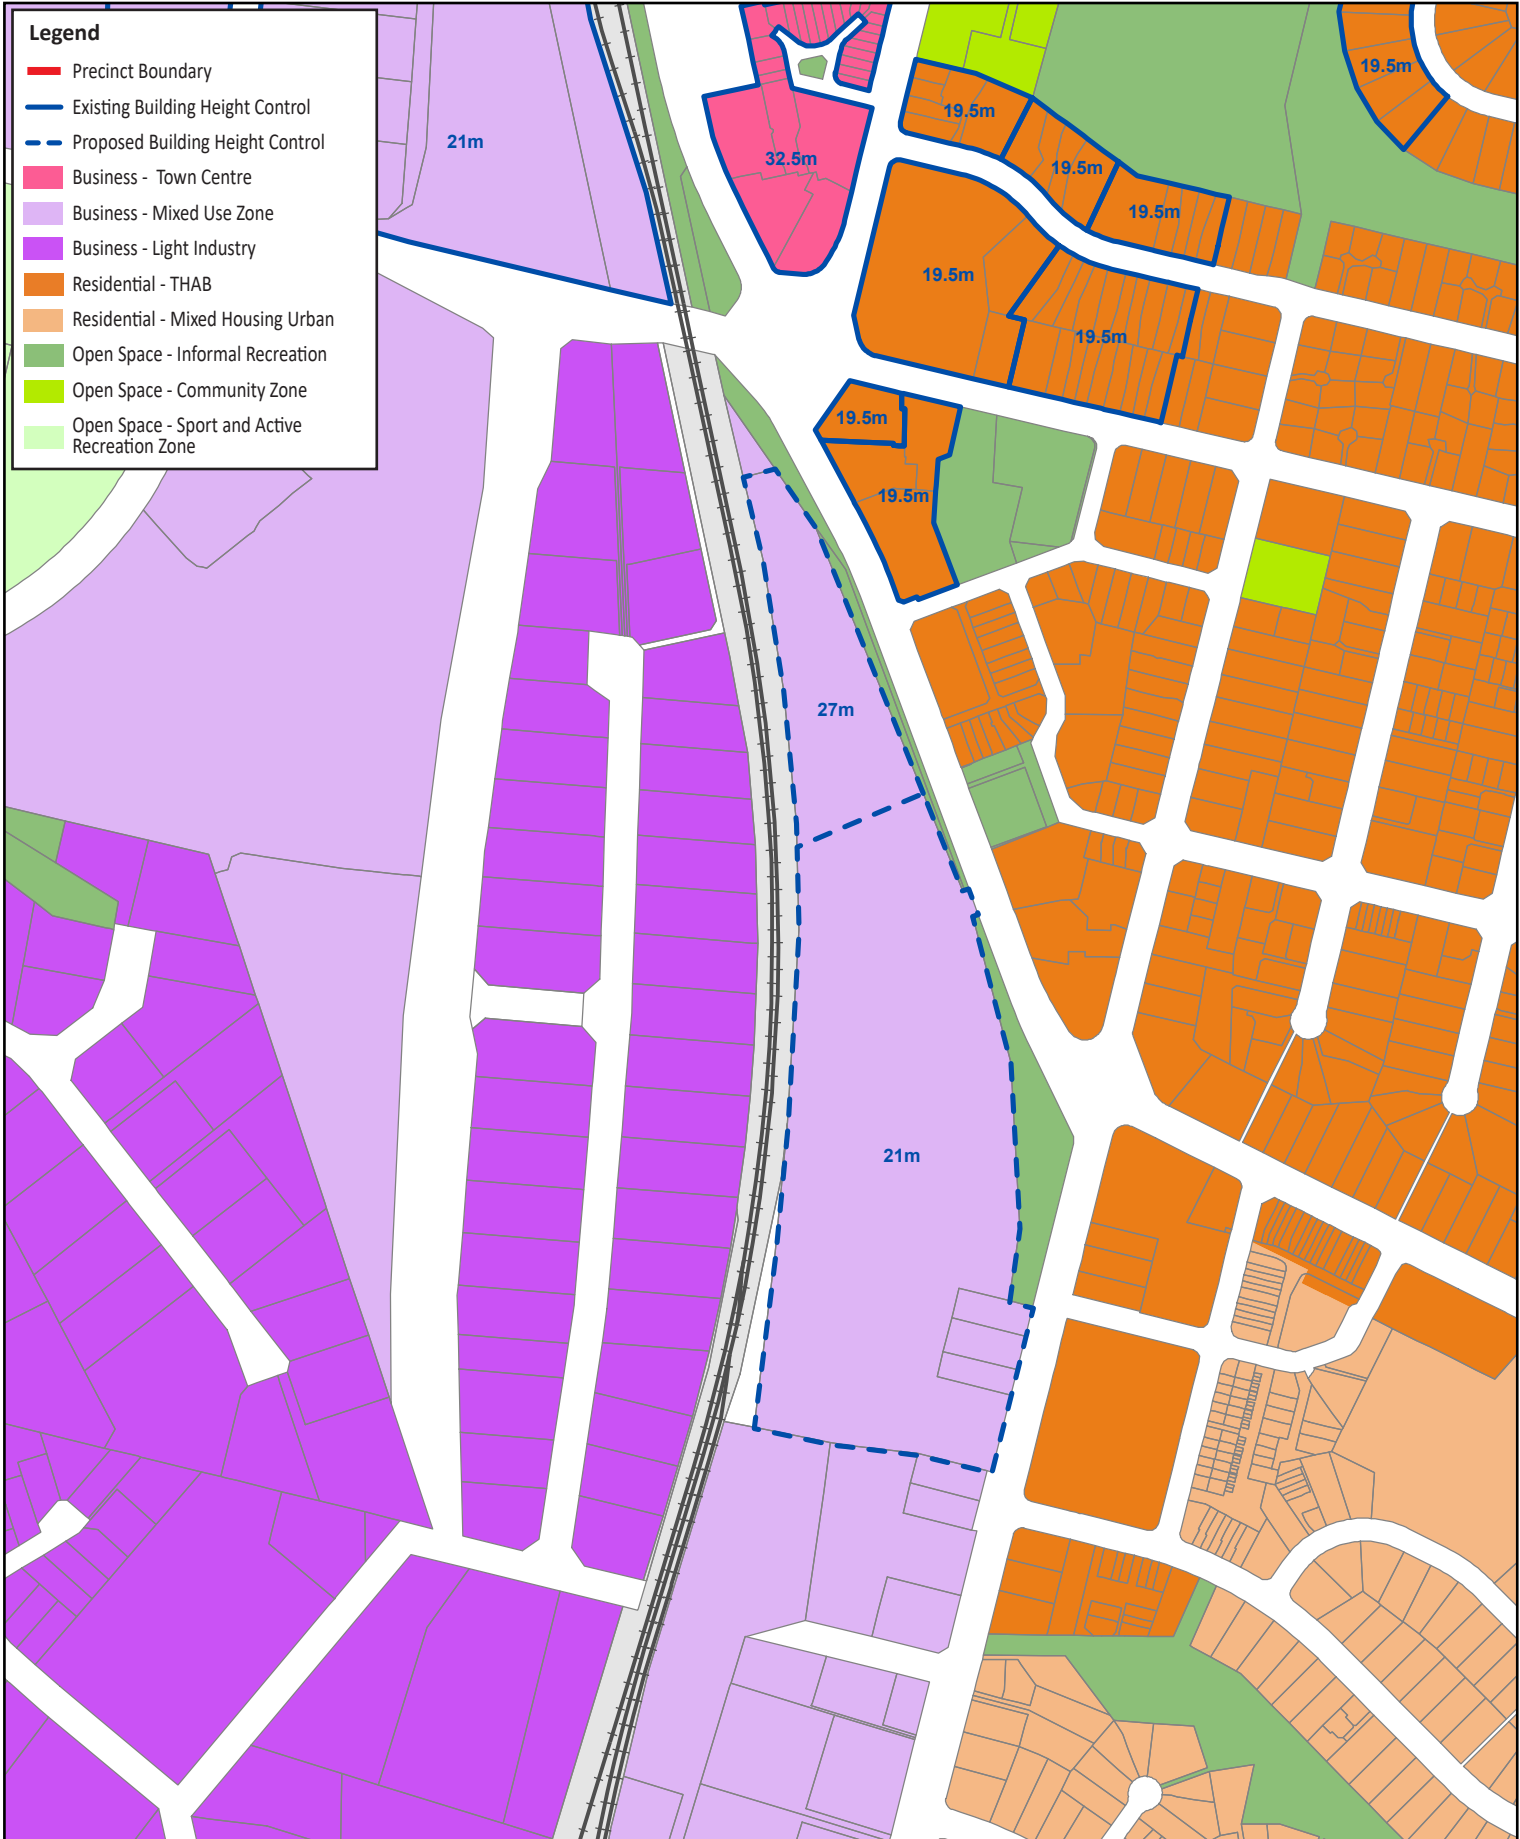 Legend
Precinct Boundary
Existing Building Height Control
Proposed Building Height Control
Business - Town Centre
Business - Mixed Use Zone
Business - Light Industry
Residential - THAB
Residential - Mixed Housing Urban
Open Space - Informal Recreation
Open Space - Community Zone
Open Space - Sport and Active
Recreation Zone
21m
32.5m
19.5m
19.5m
19.5m
19.5m
19.5m
19.5m
19.5m
19.5m
27m
21m